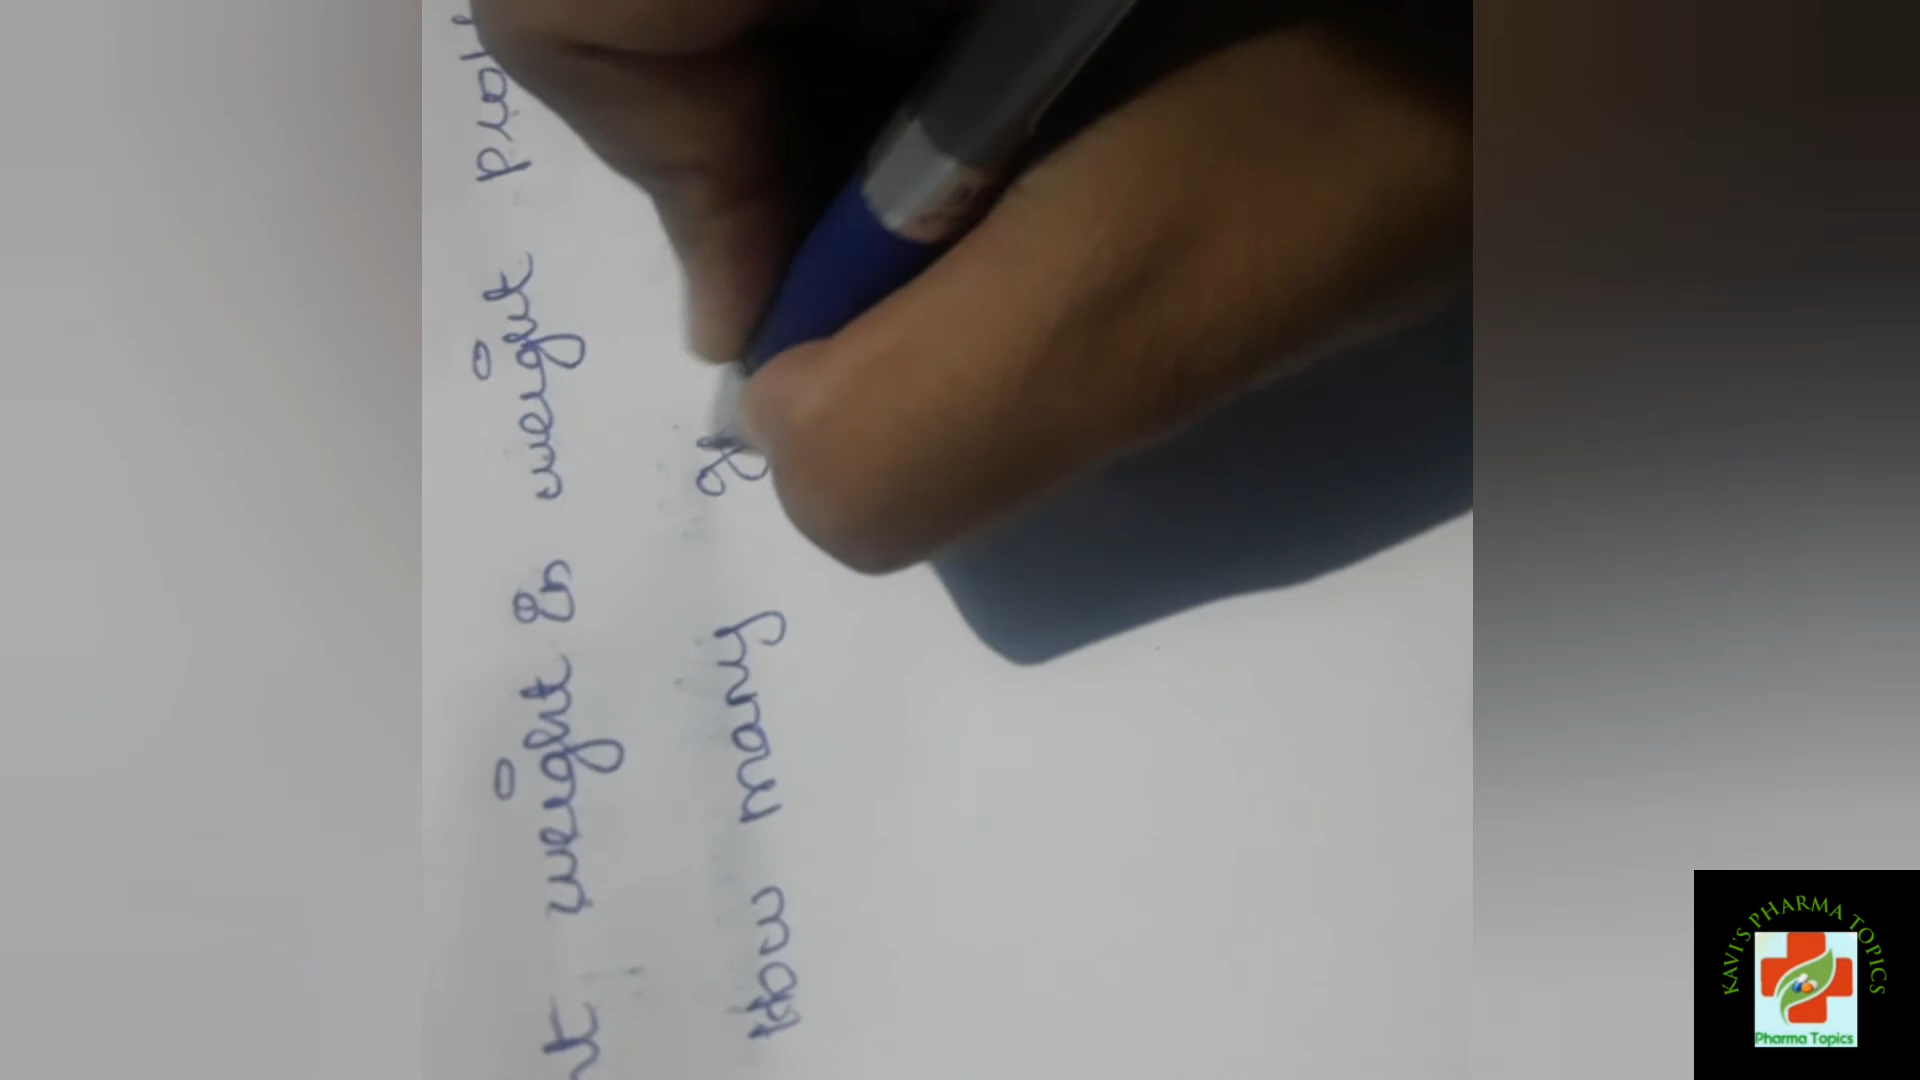 weight in weight
How many g
KAVI'S PHARMA TOPICS
Pharma Topics